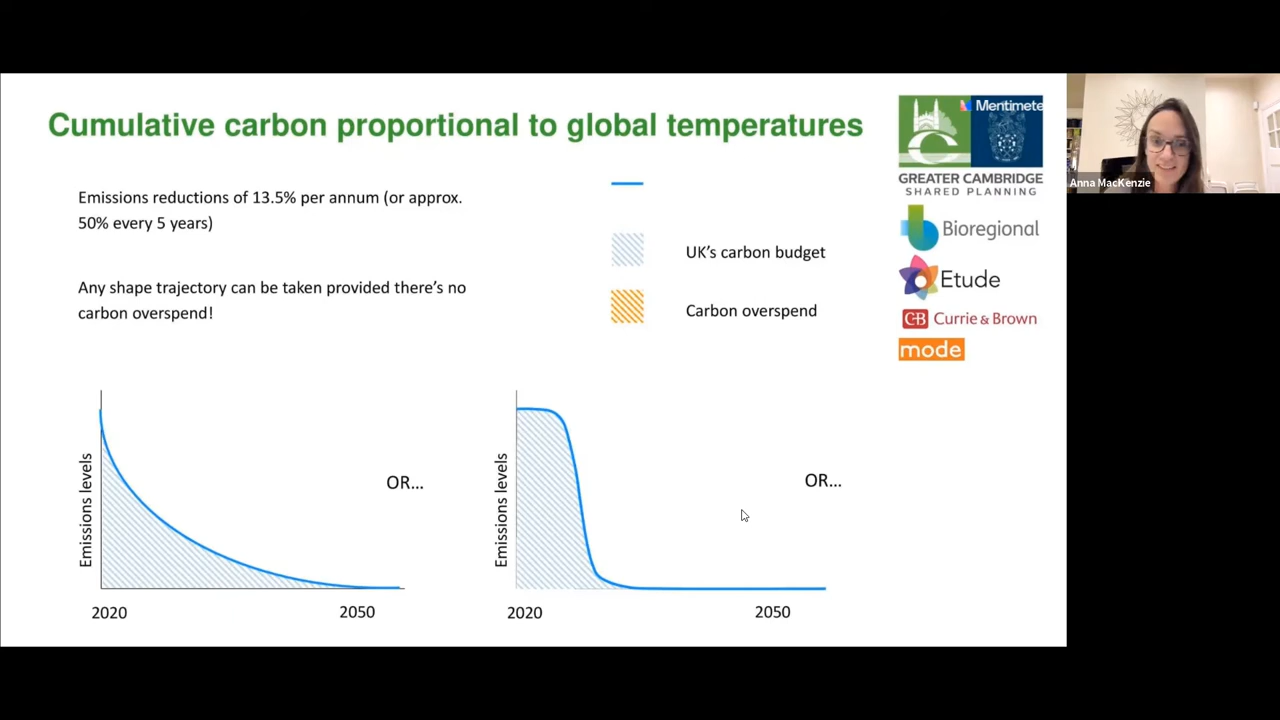 Cumulative carbon proportional to global temperatures
Mentimete
GREATER CAMBRIDGE
SHARED PLANNING
Anna MacKenzie
Emissions reductions of 13.5% per annum (or approx.
50% every 5 years)
Any shape trajectory can be taken provided there's no
carbon overspend!
UK's carbon budget
Carbon overspend
Bioregional
Etude
C-B Currie & Brown
mode
Emissions levels
OR...
2020
2050
Emissions levels
OR...
2020
2050